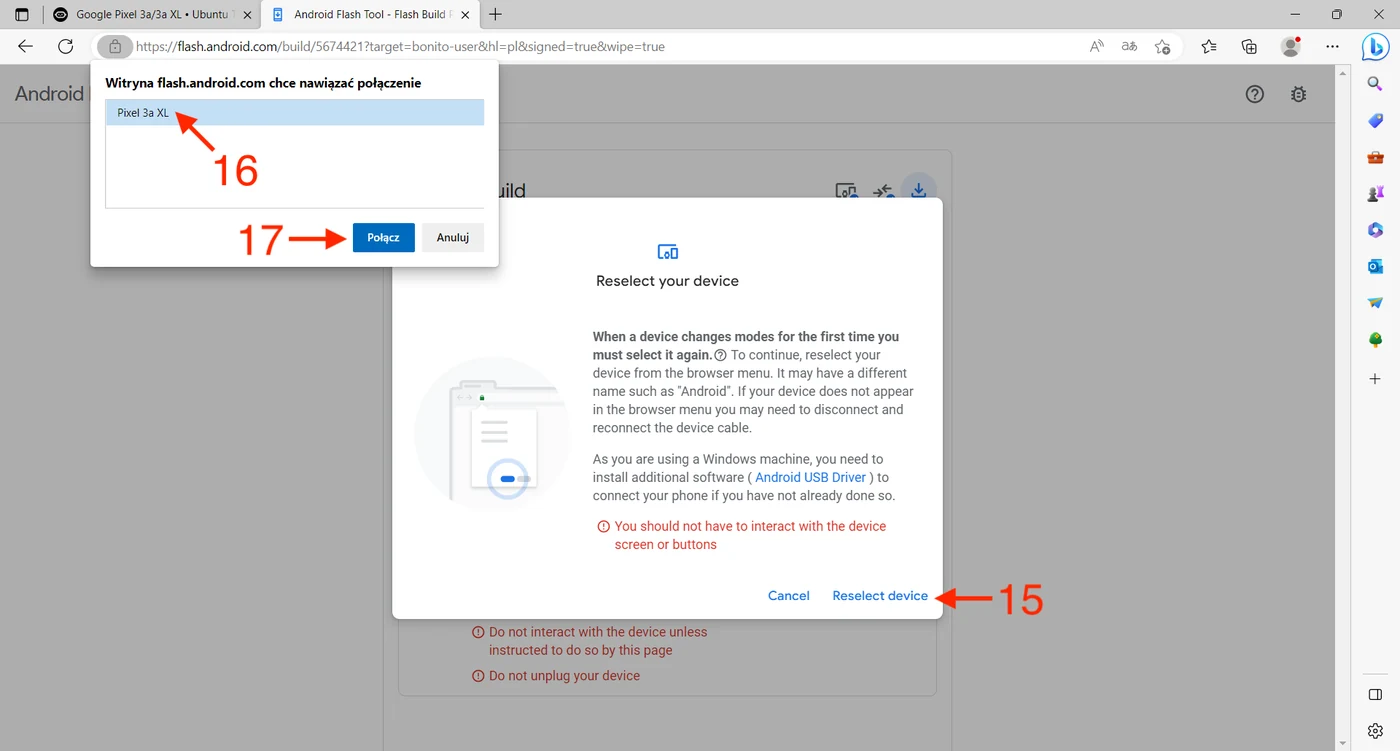 Google Pixel 3a/3a XL • Ubuntu
Android Flash Tool - Flash Build
https://flash.android.com/build/5674421?target=bonito-user&hl=pl&signed=true&wipe=true
Android
Witryna flash.android.com chce nawiązać połączenie
Pixel 3a XL
16
17
Połącz
Anuluj
uild
Reselect your device
When a device changes modes for the first time you
must select it again. To continue, reselect your
device from the browser menu. It may have a different
name such as "Android". If your device does not appear
in the browser menu you may need to disconnect and
reconnect the device cable.
As you are using a Windows machine, you need to
install additional software ( Android USB Driver ) to
connect your phone if you have not already done so.
You should not have to interact with the device
screen or buttons
Cancel
Reselect device
15
Do not interact with the device unless
instructed to do so by this page
Do not unplug your device